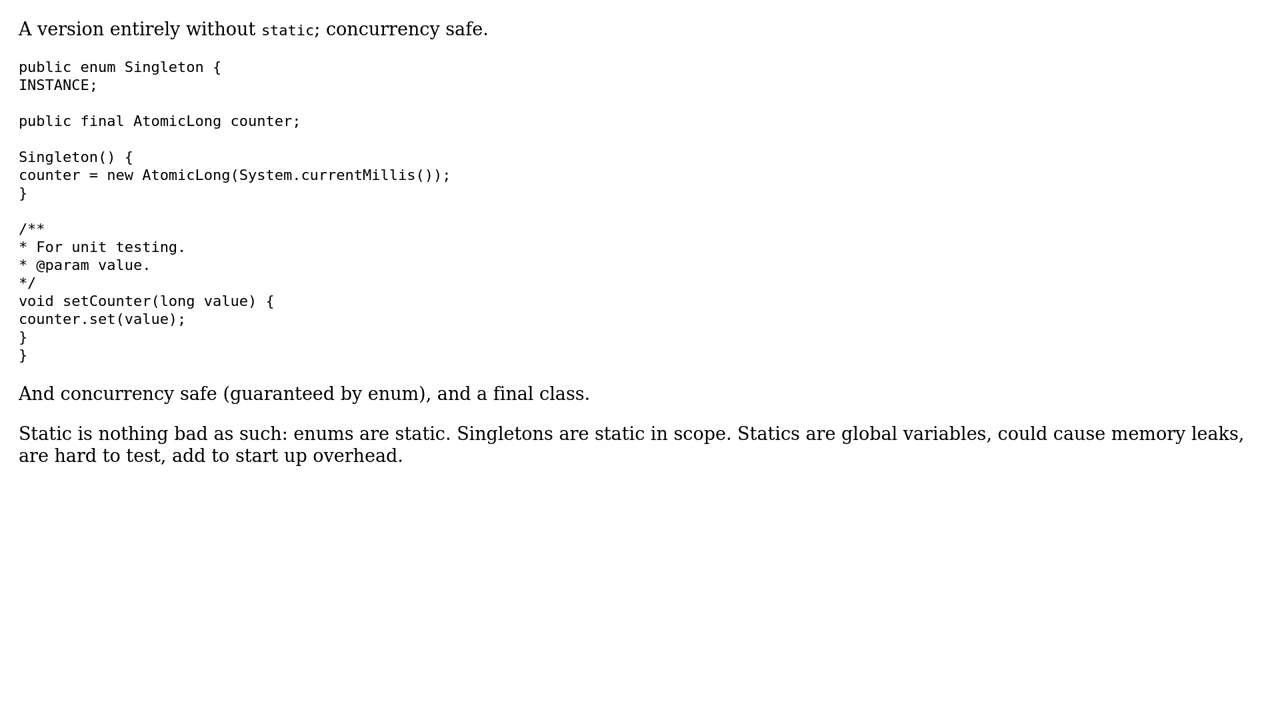 A version entirely without static; concurrency safe.
public enum Singleton {
INSTANCE;
public final AtomicLong counter;
Singleton() {
counter = new AtomicLong(System.currentMillis());
}
/**
* For unit testing.
* @param value.
*/
void setCounter(long value) {
counter.set(value);
}
}
And concurrency safe (guaranteed by enum), and a final class.
Static is nothing bad as such: enums are static. Singletons are static in scope. Statics are global variables, could cause memory leaks,
are hard to test, add to start up overhead.